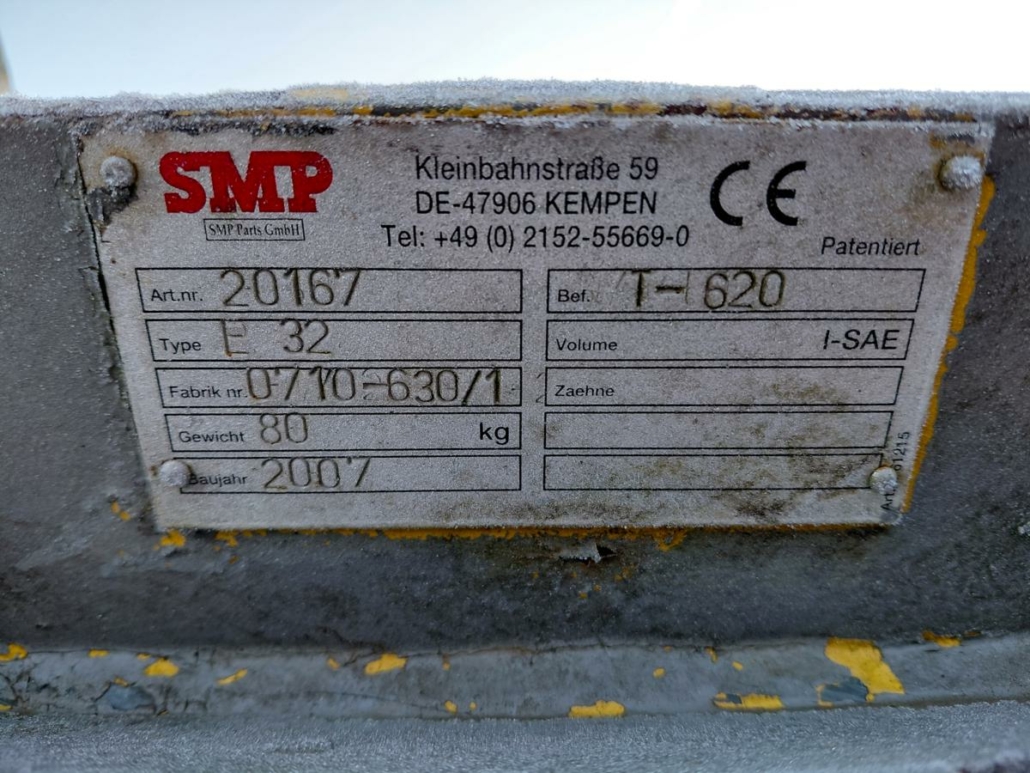 SMP
SMP Parts GmbH
Kleinbahnstraße 59
DE-47906 KEMPEN
Tel: +49 (0) 2152-55669-0
CE
Patentiert
Art.nr. 20167
Bef. T-620
Type E 32
Volume I-SAE
Fabrik nr. 0710-630/1
Zaehne
Gewicht 80 kg
Baujahr 2007